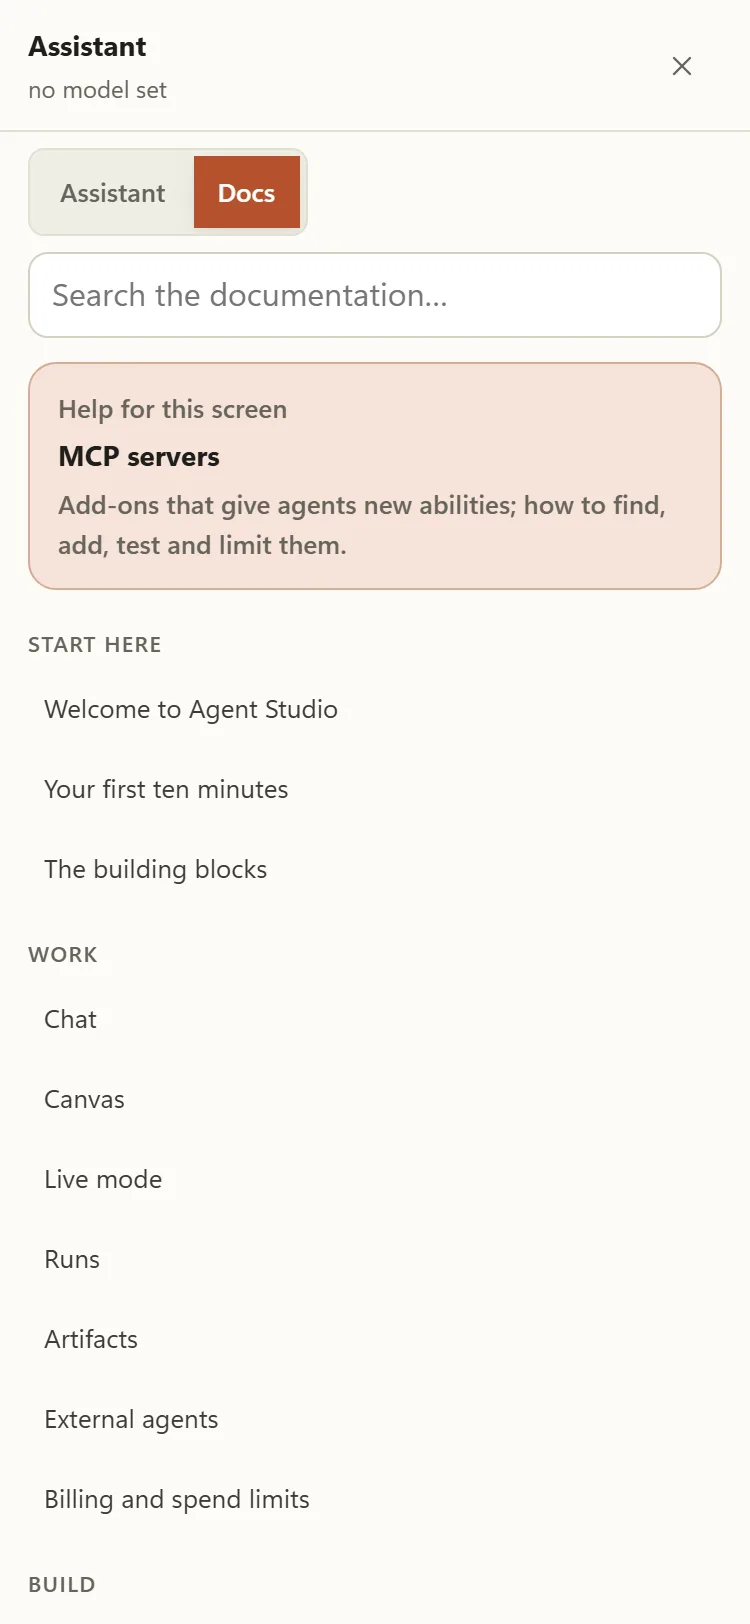 Assistant
no model set
Assistant
Docs
Search the documentation...
Help for this screen
MCP servers
Add-ons that give agents new abilities; how to find,
add, test and limit them.
START HERE
Welcome to Agent Studio
Your first ten minutes
The building blocks
WORK
Chat
Canvas
Live mode
Runs
Artifacts
External agents
Billing and spend limits
BUILD